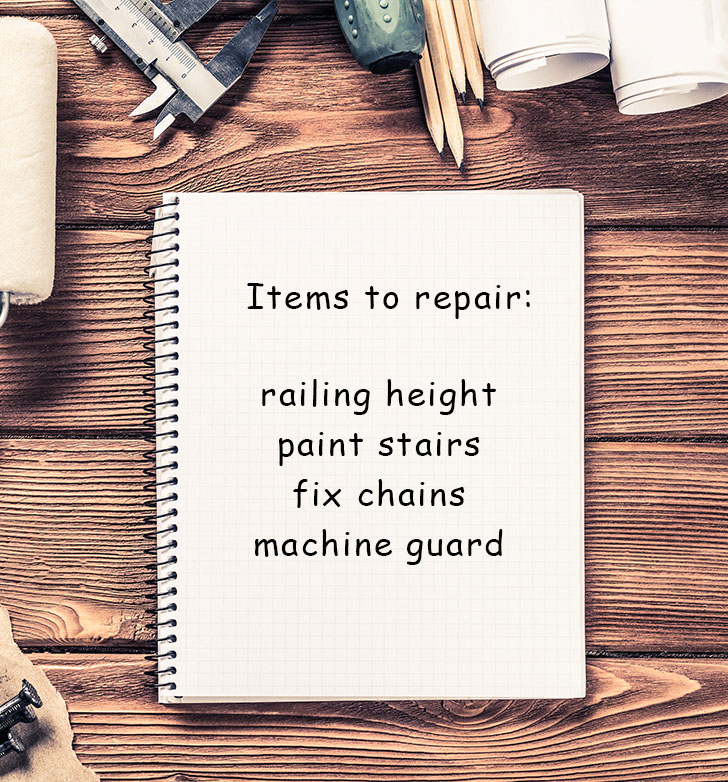 Items to repair:
railing height
paint stairs
fix chains
machine guard